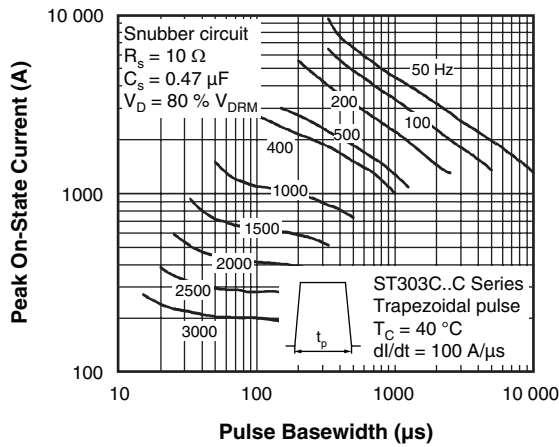 10 000
Snubber circuit
Rs = 10 Ω
Cs = 0.47 µF
VD = 80 % VDRM
50 Hz
200
100
500
400
1000
1000
1500
2000
2500
3000
ST303C..C Series
Trapezoidal pulse
TC = 40 °C
dI/dt = 100 A/µs
tp
100
10
100
1000
10 000
Peak On-State Current (A)
Pulse Basewidth (µs)